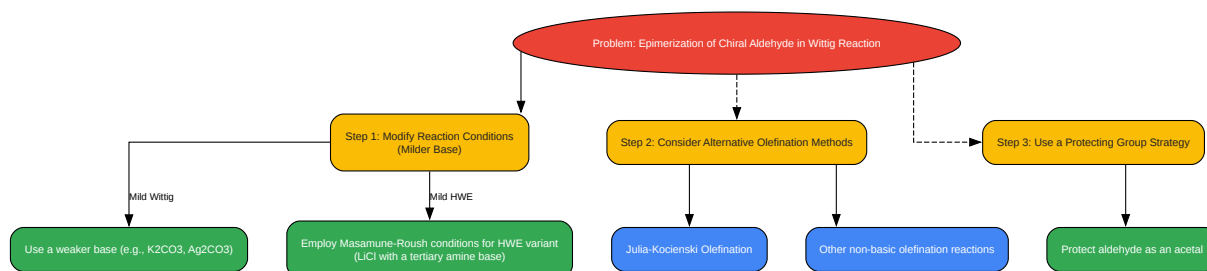 Problem: Epimerization of Chiral Aldehyde in Wittig Reaction
Step 1: Modify Reaction Conditions
(Milder Base)
Step 2: Consider Alternative Olefination Methods
Step 3: Use a Protecting Group Strategy
Mild Wittig
Mild HWE
Use a weaker base (e.g., K2CO3, Ag2CO3)
Employ Masamune-Roush conditions for HWE variant
(LiCl with a tertiary amine base)
Julia-Kocienski Olefination
Other non-basic olefination reactions
Protect aldehyde as an acetal